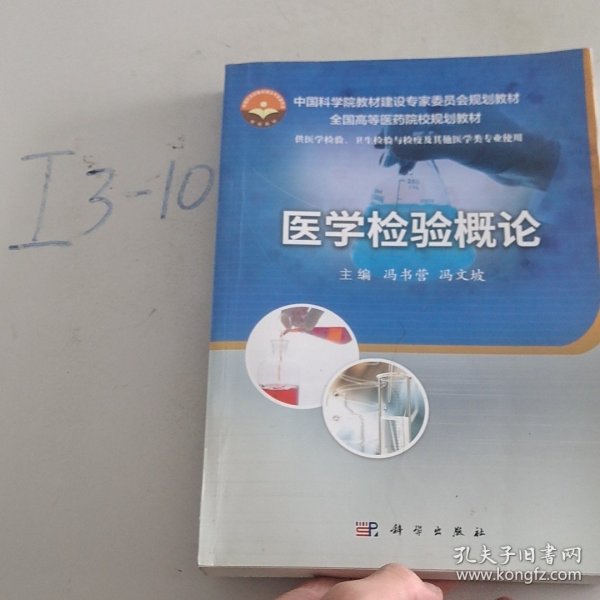 I3-10
中国科学院教材建设专家委员会规划教材
全国高等医药院校规划教材
供医学检验、卫生检验与检疫及其他医学类专业使用
医学检验概论
主编 冯书营 冯文坡
科学出版社
孔夫子旧书网
www.kongfz.com